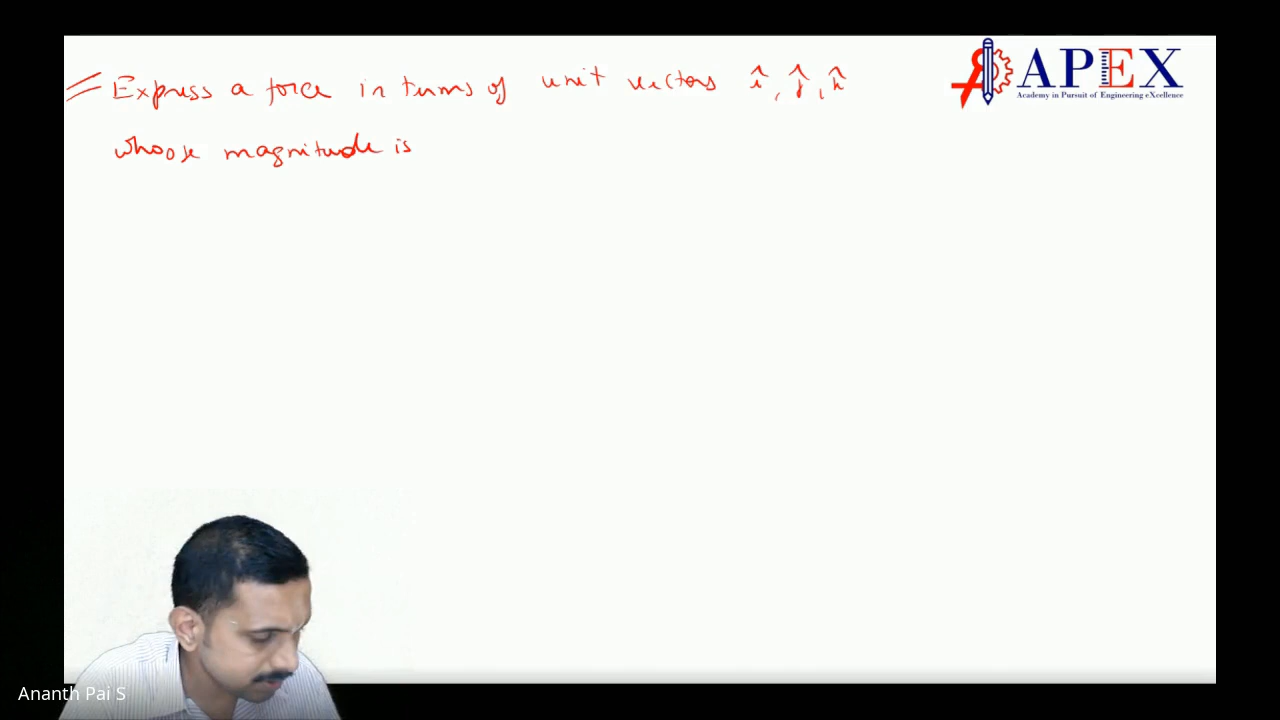 Express a force in terms of unit vectors î, ĵ, k̂
whose magnitude is
APEX
Academy in Pursuit of Engineering eXcellence
Ananth Pai S